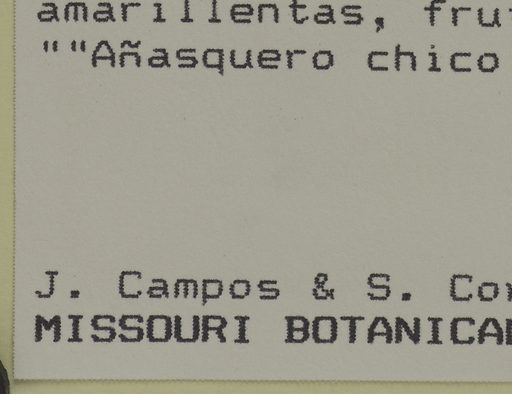 amarillentas, fru
""Añasquero chico
J. Campos & S. Co
MISSOURI BOTANICA